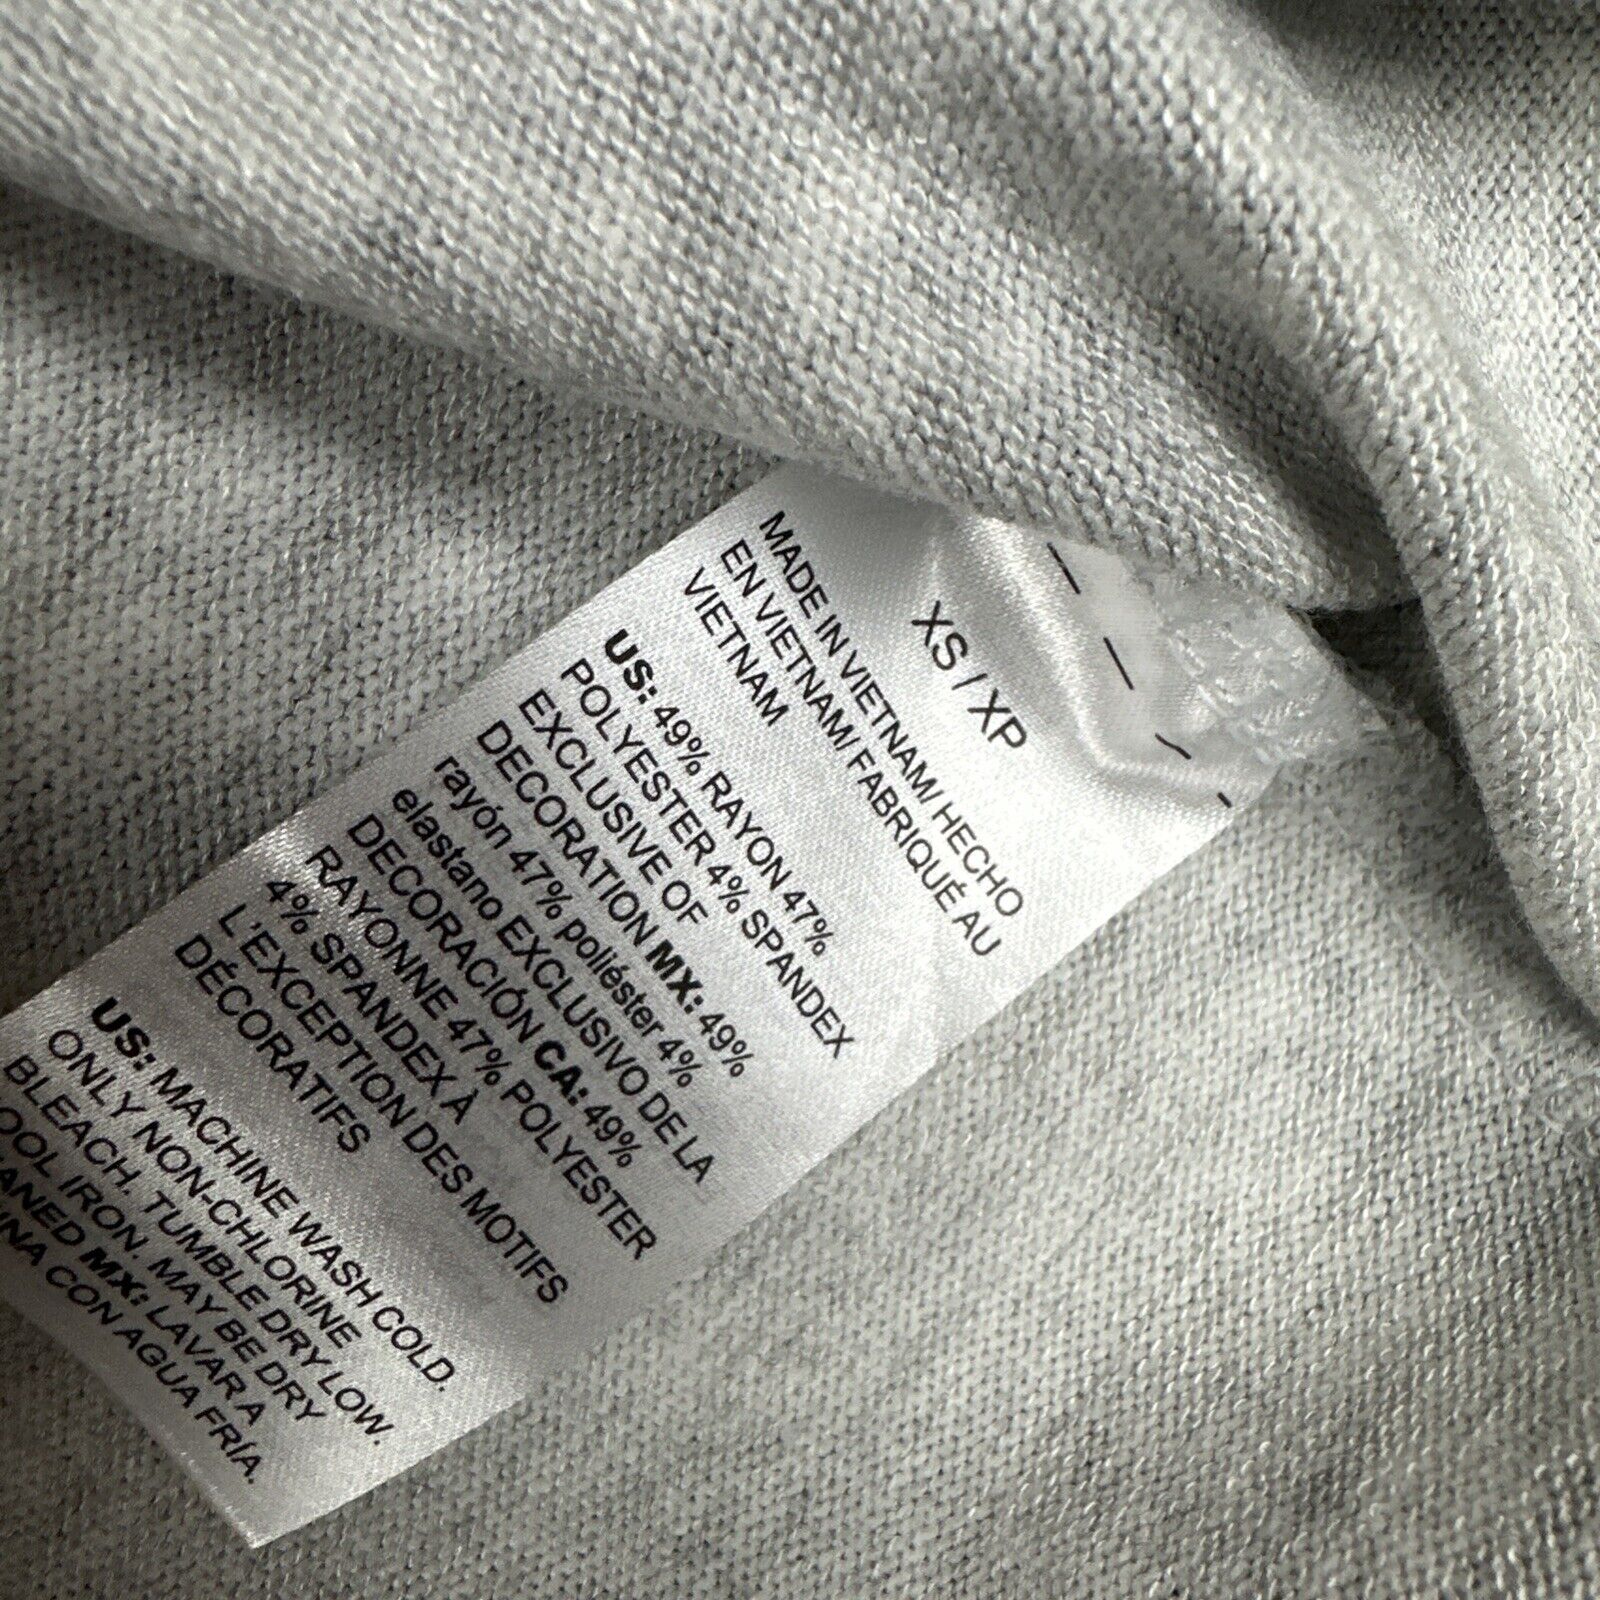 XS / XP
MADE IN VIETNAM/ HECHO
EN VIETNAM/ FABRIQUÉ AU
VIETNAM
US: 49% RAYON 47%
POLYESTER 4% SPANDEX
EXCLUSIVE OF
DECORATION MX: 49%
rayón 47% poliéster 4%
elastano EXCLUSIVO DE LA
DECORACIÓN CA: 49%
RAYONNE 47% POLYESTER
4% SPANDEX À
L'EXCEPTION DES MOTIFS
DÉCORATIFS
US: MACHINE WASH COLD.
ONLY NON-CHLORINE
BLEACH. TUMBLE DRY LOW.
IRON. MAY BE DRY
MX: LAVAR A
CON AGUA FRÍA.